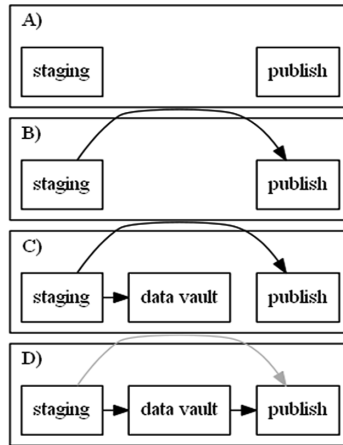 A)
staging publish
B)
staging publish
C)
staging data vault publish
D)
staging data vault publish